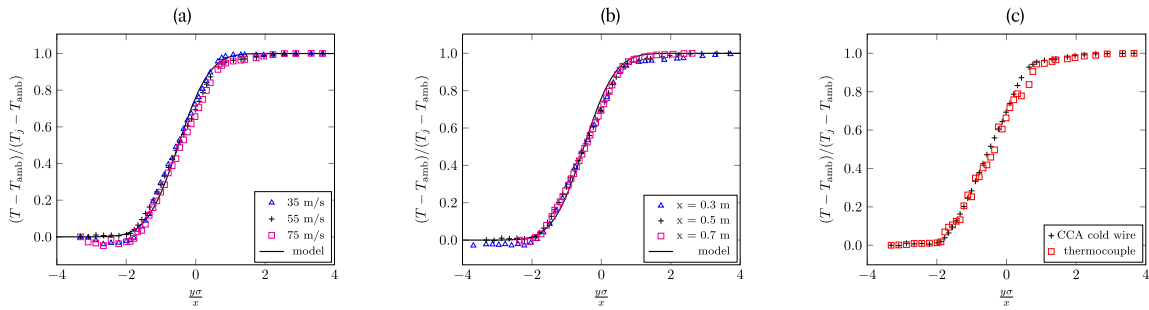 (a)
(T − T_amb)/(T_j − T_amb)
1.0
0.8
0.6
0.4
0.2
0.0
−4
−2
0
2
4
yσ/x
35 m/s
55 m/s
75 m/s
model
(b)
(T − T_amb)/(T_j − T_amb)
1.0
0.8
0.6
0.4
0.2
0.0
−4
−2
0
2
4
yσ/x
x = 0.3 m
x = 0.5 m
x = 0.7 m
model
(c)
(T − T_amb)/(T_j − T_amb)
1.0
0.8
0.6
0.4
0.2
0.0
−4
−2
0
2
4
yσ/x
CCA cold wire
thermocouple